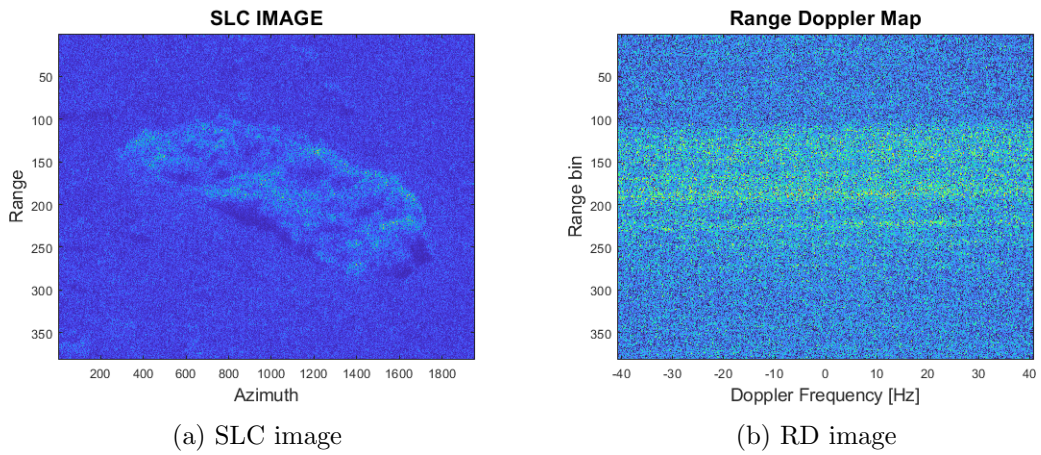 SLC IMAGE
Range
50
100
150
200
250
300
350
200 400 600 800 1000 1200 1400 1600 1800
Azimuth
(a) SLC image
Range Doppler Map
Range bin
50
100
150
200
250
300
350
-40 -30 -20 -10 0 10 20 30 40
Doppler Frequency [Hz]
(b) RD image